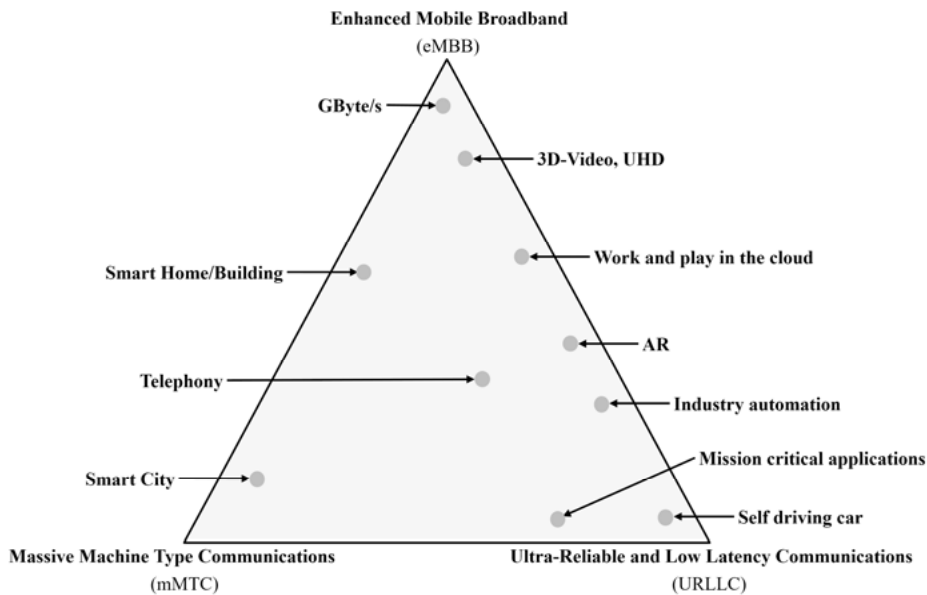 Enhanced Mobile Broadband
(eMBB)
GByte/s
3D-Video, UHD
Work and play in the cloud
Smart Home/Building
AR
Telephony
Industry automation
Mission critical applications
Smart City
Self driving car
Massive Machine Type Communications
(mMTC)
Ultra-Reliable and Low Latency Communications
(URLLC)